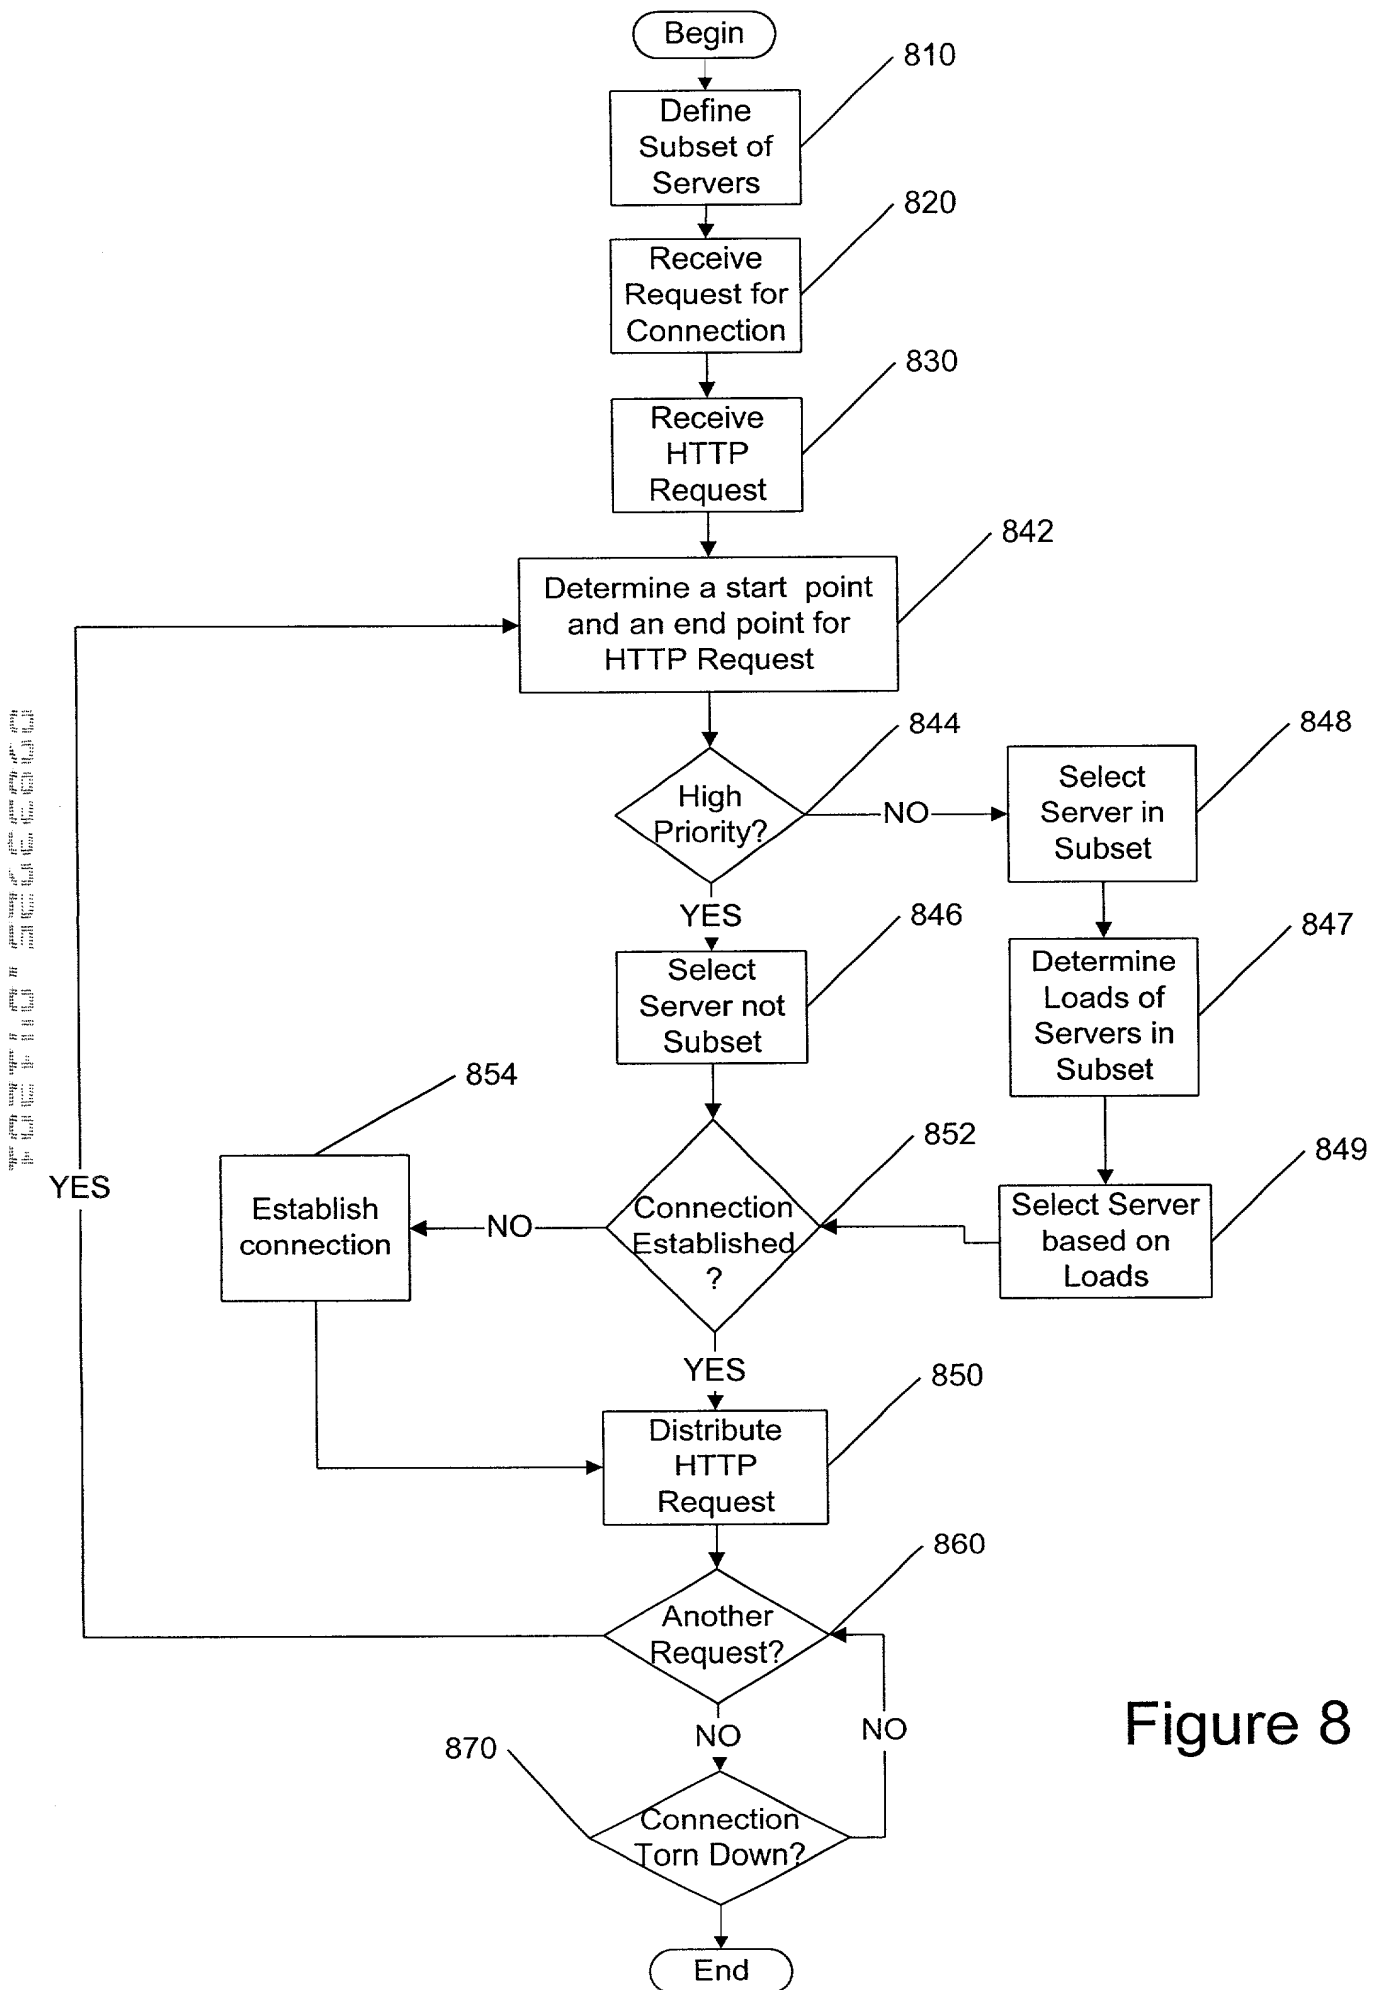 Begin
810
Define
Subset of
Servers
820
Receive
Request for
Connection
830
Receive
HTTP
Request
842
Determine a start point
and an end point for
HTTP Request
844
High
Priority?
NO
848
Select
Server in
Subset
YES
846
Select
Server not
Subset
847
Determine
Loads of
Servers in
Subset
854
Establish
connection
NO
852
Connection
Established
?
849
Select Server
based on
Loads
YES
YES
850
Distribute
HTTP
Request
860
Another
Request?
NO
NO
870
Connection
Torn Down?
End
Figure 8